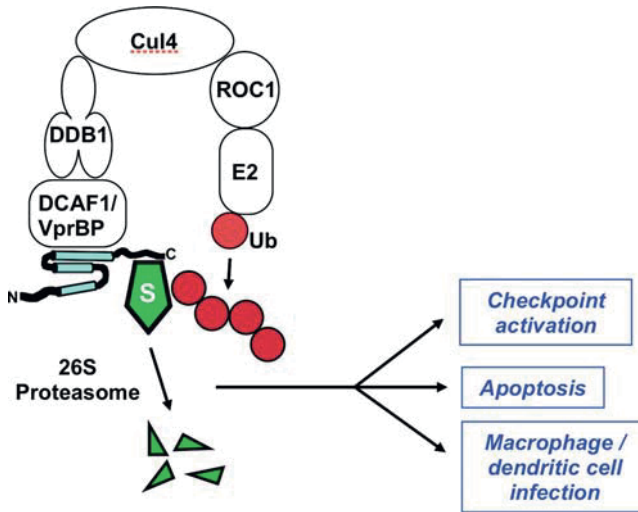 Cul4
ROC1
DDB1
E2
DCAF1/
VprBP
Ub
C
N
S
26S
Proteasome
Checkpoint
activation
Apoptosis
Macrophage /
dendritic cell
infection